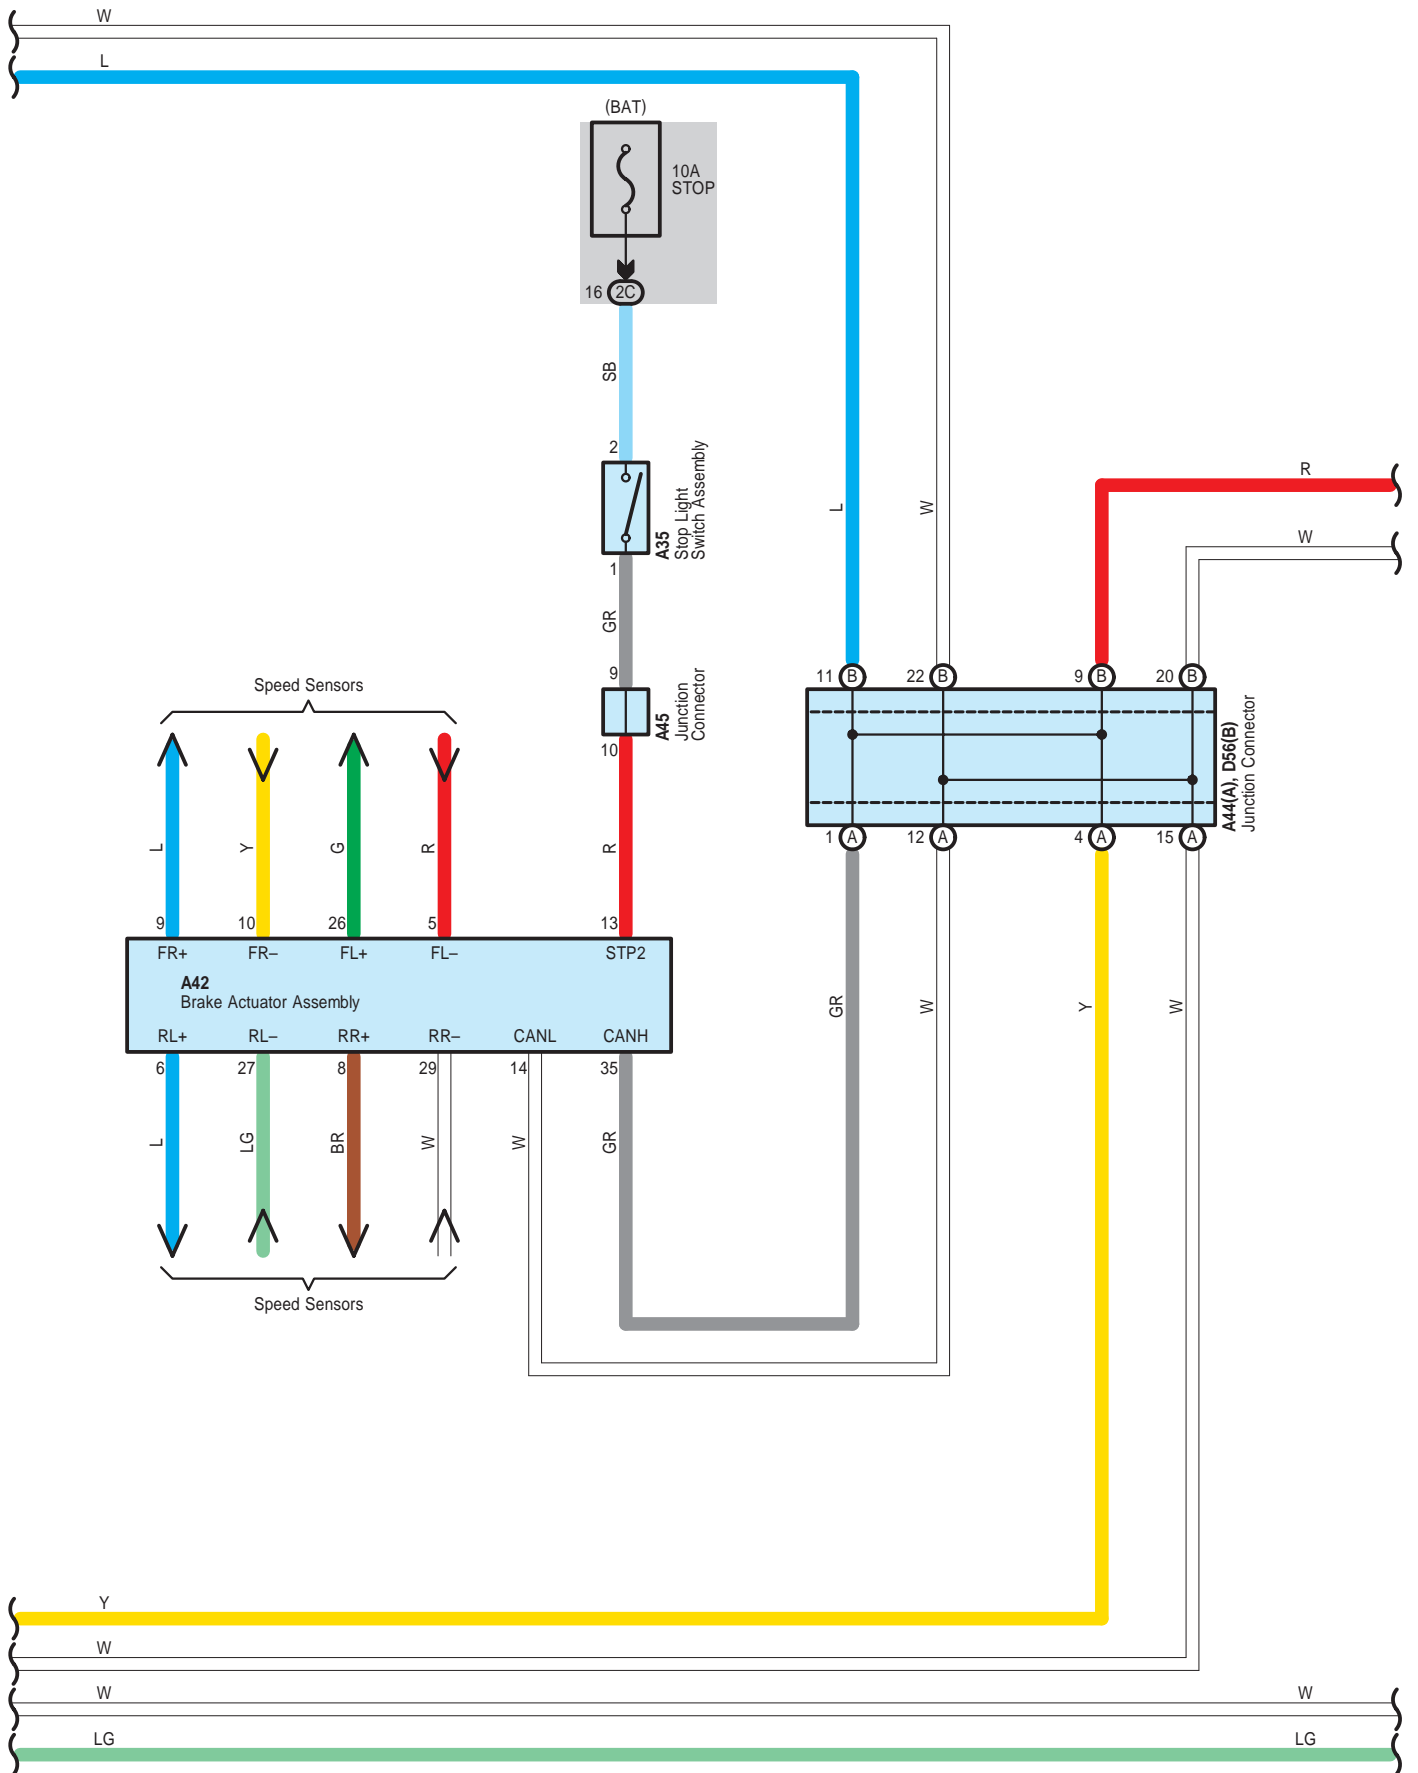 W
L
(BAT)
10A
STOP
16 2C
SB
2
A35
Stop Light
Switch Assembly
1
GR
9
A45
Junction
Connector
10
R
L
W
R
W
11 B
22 B
9 B
20 B
A44(A), D56(B)
Junction Connector
1 A
12 A
4 A
15 A
Speed Sensors
L
Y
G
R
9
10
26
5
13
FR+
FR–
FL+
FL–
STP2
A42
Brake Actuator Assembly
RL+
RL–
RR+
RR–
CANL
CANH
6
27
8
29
14
35
L
LG
BR
W
W
GR
GR
W
Y
W
Speed Sensors
Y
W
W
W
LG
LG